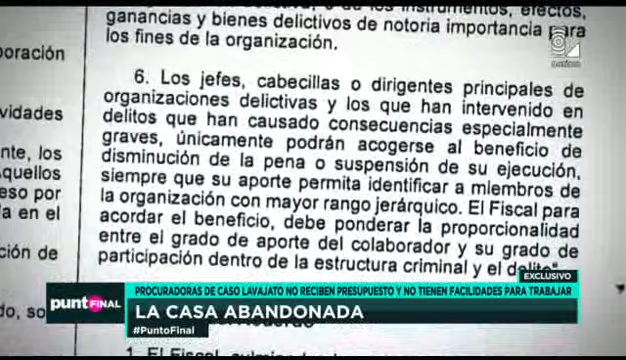 ganancias y bienes delictivos de notoria importancia para
los fines de la organización.
6. Los jefes, cabecillas o dirigentes principales de
organizaciones delictivas y los que han intervenido en
delitos que han causado consecuencias especialmente
graves, únicamente podrán acogerse al beneficio de
disminución de la pena o suspensión de su ejecución,
siempre que su aporte permita identificar a miembros de
la organización con mayor rango jerárquico. El Fiscal para
acordar el beneficio, debe ponderar la proporcionalidad
entre el grado de aporte del colaborador y su grado de
participación dentro de la estructura criminal y el delito".
oración
vidades
nte, los
quellos
eso por
a en el
ción de
do, so
EXCLUSIVO
PROCURADORAS DE CASO LAVAJATO NO RECIBEN PRESUPUESTO Y NO TIENEN FACILIDADES PARA TRABAJAR
punto FINAL
LA CASA ABANDONADA
#PuntoFinal